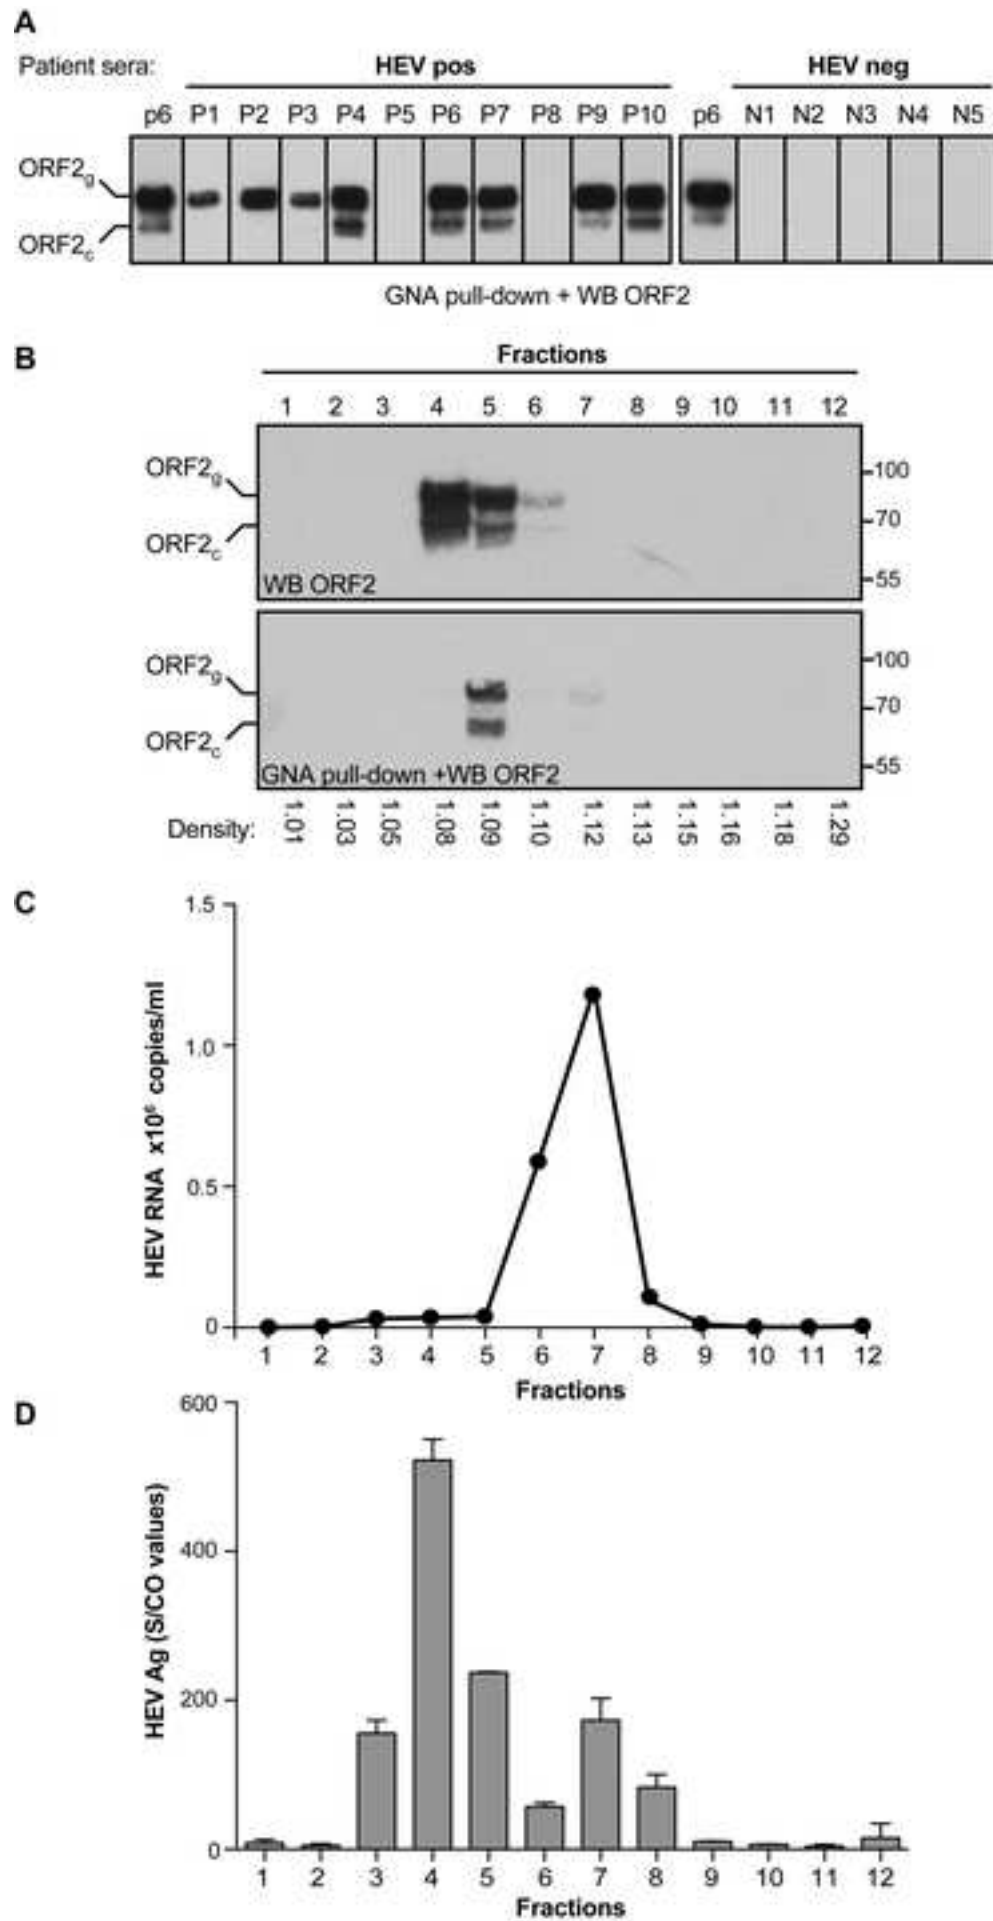 A
Patient sera: HEV pos HEV neg
p6 P1 P2 P3 P4 P5 P6 P7 P8 P9 P10 p6 N1 N2 N3 N4 N5
ORF2g
ORF2c
GNA pull-down + WB ORF2
B
Fractions
1 2 3 4 5 6 7 8 9 10 11 12
ORF2g
ORF2c
100
70
55
WB ORF2
ORF2g
ORF2c
100
70
55
GNA pull-down +WB ORF2
Density: 1.01 1.03 1.05 1.08 1.09 1.10 1.12 1.13 1.15 1.16 1.18 1.29
C
HEV RNA x10⁶ copies/ml
1.5
1.0
0.5
0
1 2 3 4 5 6 7 8 9 10 11 12
Fractions
D
HEV Ag (S/CO values)
600
400
200
0
1 2 3 4 5 6 7 8 9 10 11 12
Fractions